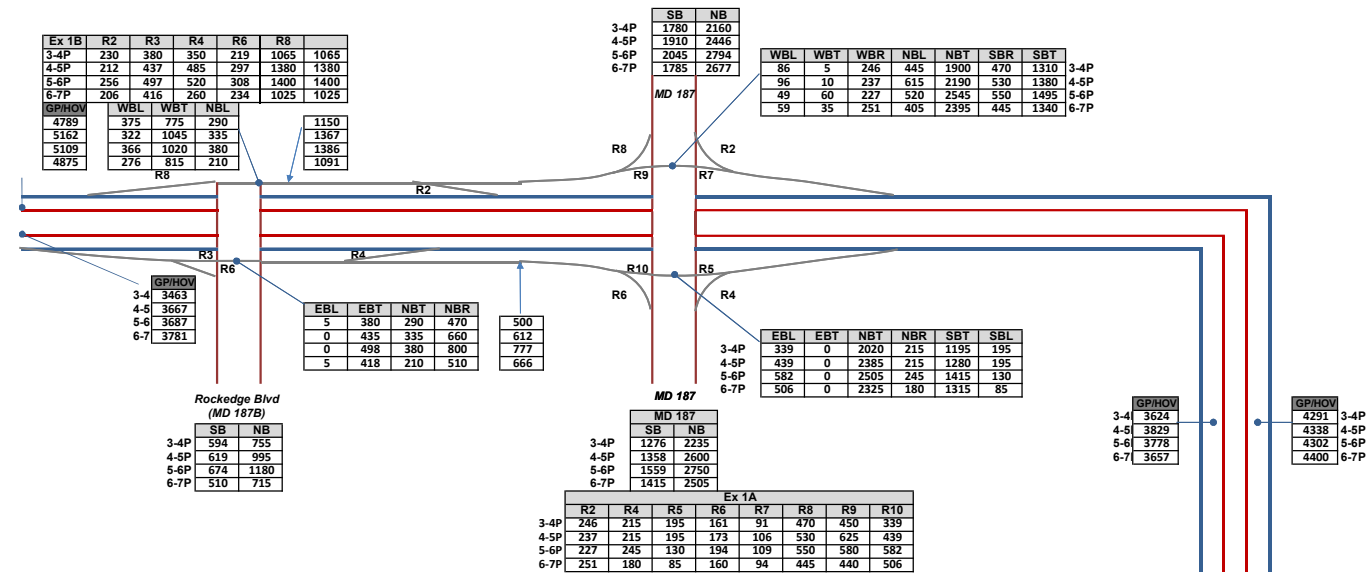 SB NB
3-4P 1780 2160
4-5P 1910 2446
5-6P 2045 2794
6-7P 1785 2677
MD 187
Ex 1B R2 R3 R4 R6 R8
3-4P 230 380 350 219 1065 1065
4-5P 212 437 485 297 1380 1380
5-6P 256 497 520 308 1400 1400
6-7P 206 416 260 234 1025 1025
GP/HOV
4789
5162
5109
4875
WBL WBT NBL
375 775 290
322 1045 335
366 1020 380
276 815 210
1150
1367
1386
1091
WBL WBT WBR NBL NBT SBR SBT
86 5 246 445 1900 470 1310 3-4P
96 10 237 615 2190 530 1380 4-5P
49 60 227 520 2545 550 1495 5-6P
59 35 251 405 2395 445 1340 6-7P
R8 R2
R9 R7
R8
R2
R3
R6
R4
R10 R5
R6 R4
GP/HOV
3-4 3463
4-5 3667
5-6 3687
6-7 3781
EBL EBT NBT NBR
5 380 290 470
0 435 335 660
0 498 380 800
5 418 210 510
500
612
777
666
EBL EBT NBT NBR SBT SBL
3-4P 339 0 2020 215 1195 195
4-5P 439 0 2385 215 1280 195
5-6P 582 0 2505 245 1415 130
6-7P 506 0 2325 180 1315 85
Rockedge Blvd
(MD 187B)
SB NB
3-4P 594 755
4-5P 619 995
5-6P 674 1180
6-7P 510 715
MD 187
MD 187
SB NB
3-4P 1276 2235
4-5P 1358 2600
5-6P 1559 2750
6-7P 1415 2505
GP/HOV
3-4 3624
4-5 3829
5-6 3778
6-7 3657
GP/HOV
4291 3-4P
4338 4-5P
4302 5-6P
4400 6-7P
Ex 1A
R2 R4 R5 R6 R7 R8 R9 R10
3-4P 246 215 195 161 91 470 450 339
4-5P 237 215 195 173 106 530 625 439
5-6P 227 245 130 194 109 550 580 582
6-7P 251 180 85 160 94 445 440 506